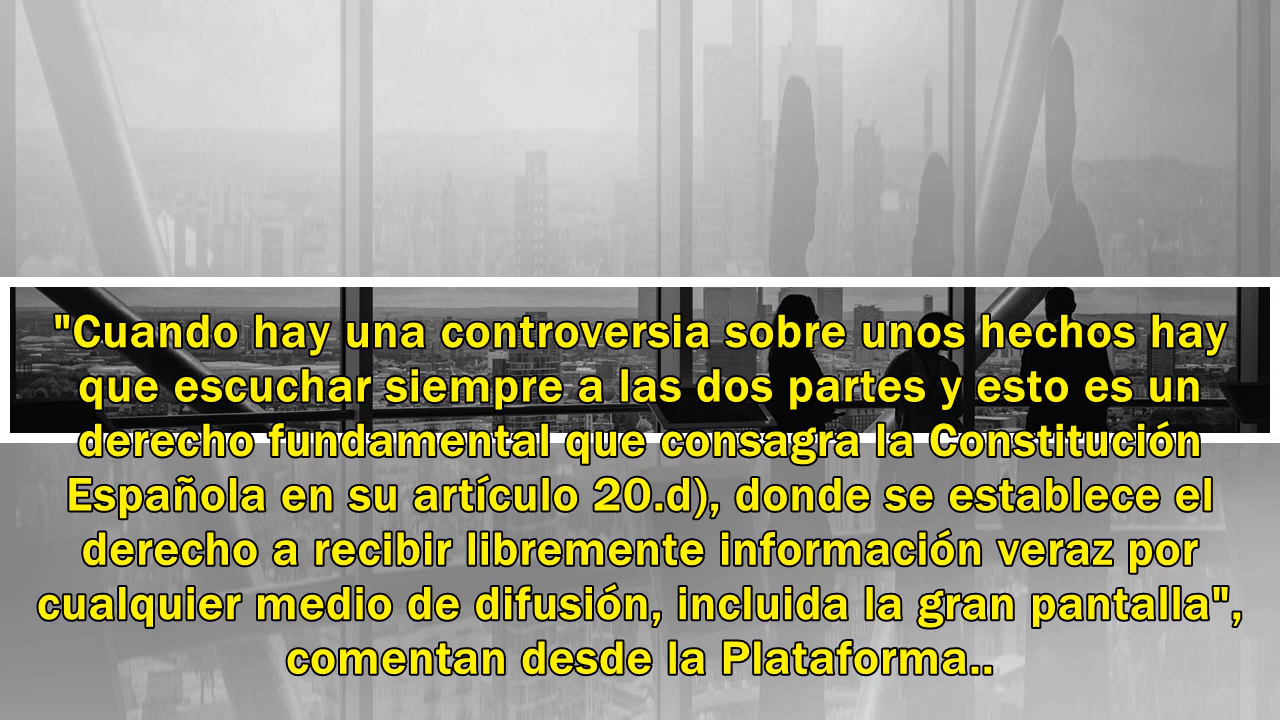 "Cuando hay una controversia sobre unos hechos hay
que escuchar siempre a las dos partes y esto es un
derecho fundamental que consagra la Constitución
Española en su artículo 20.d), donde se establece el
derecho a recibir libremente información veraz por
cualquier medio de difusión, incluida la gran pantalla",
comentan desde la Plataforma..